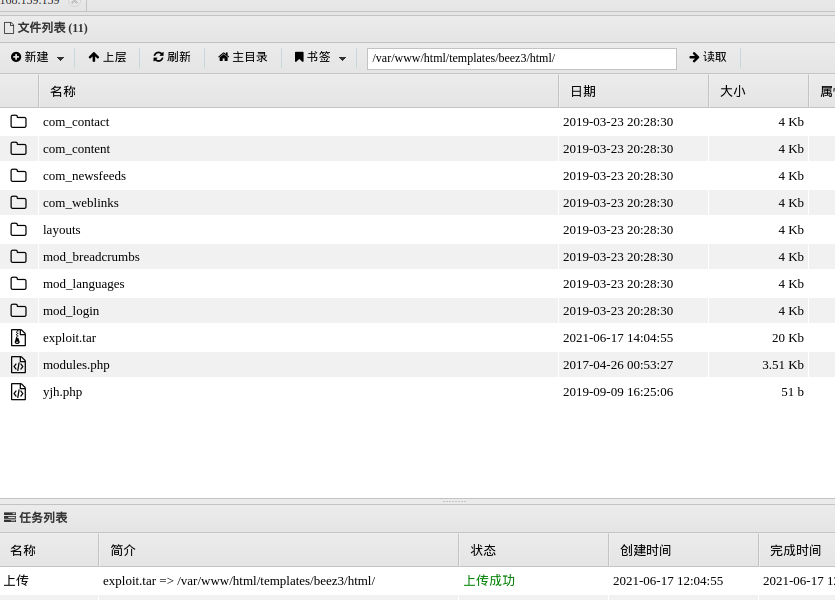 168.159.159
文件列表 (11)
新建 上层 刷新 主目录 书签 /var/www/html/templates/beez3/html/ 读取
名称 日期 大小
com_contact 2019-03-23 20:28:30 4 Kb
com_content 2019-03-23 20:28:30 4 Kb
com_newsfeeds 2019-03-23 20:28:30 4 Kb
com_weblinks 2019-03-23 20:28:30 4 Kb
layouts 2019-03-23 20:28:30 4 Kb
mod_breadcrumbs 2019-03-23 20:28:30 4 Kb
mod_languages 2019-03-23 20:28:30 4 Kb
mod_login 2019-03-23 20:28:30 4 Kb
exploit.tar 2021-06-17 14:04:55 20 Kb
modules.php 2017-04-26 00:53:27 3.51 Kb
yjh.php 2019-09-09 16:25:06 51 b
任务列表
名称 简介 状态 创建时间 完成时间
上传 exploit.tar => /var/www/html/templates/beez3/html/ 上传成功 2021-06-17 12:04:55 2021-06-17